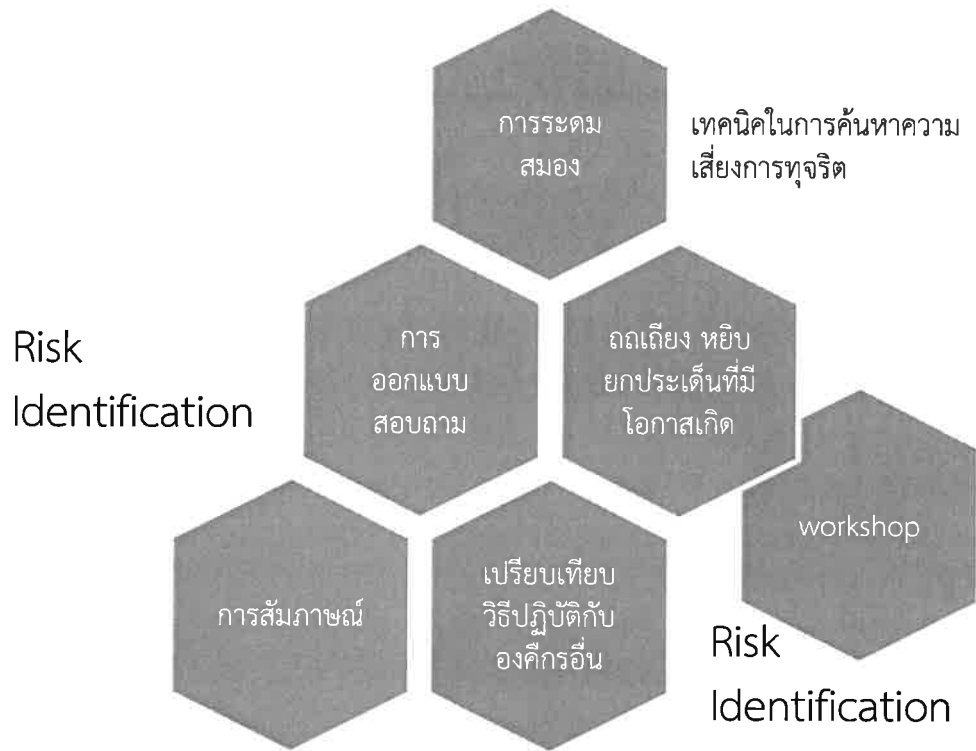 การระดม
สมอง
เทคนิคในการค้นหาความ
เสี่ยงการทุจริต
Risk
Identification
การ
ออกแบบ
สอบถาม
ถถเถียง หยิบ
ยกประเด็นที่มี
โอกาสเกิด
workshop
การสัมภาษณ์
เปรียบเทียบ
วิธีปฏิบัติกับ
องค์กรอื่น
Risk
Identification